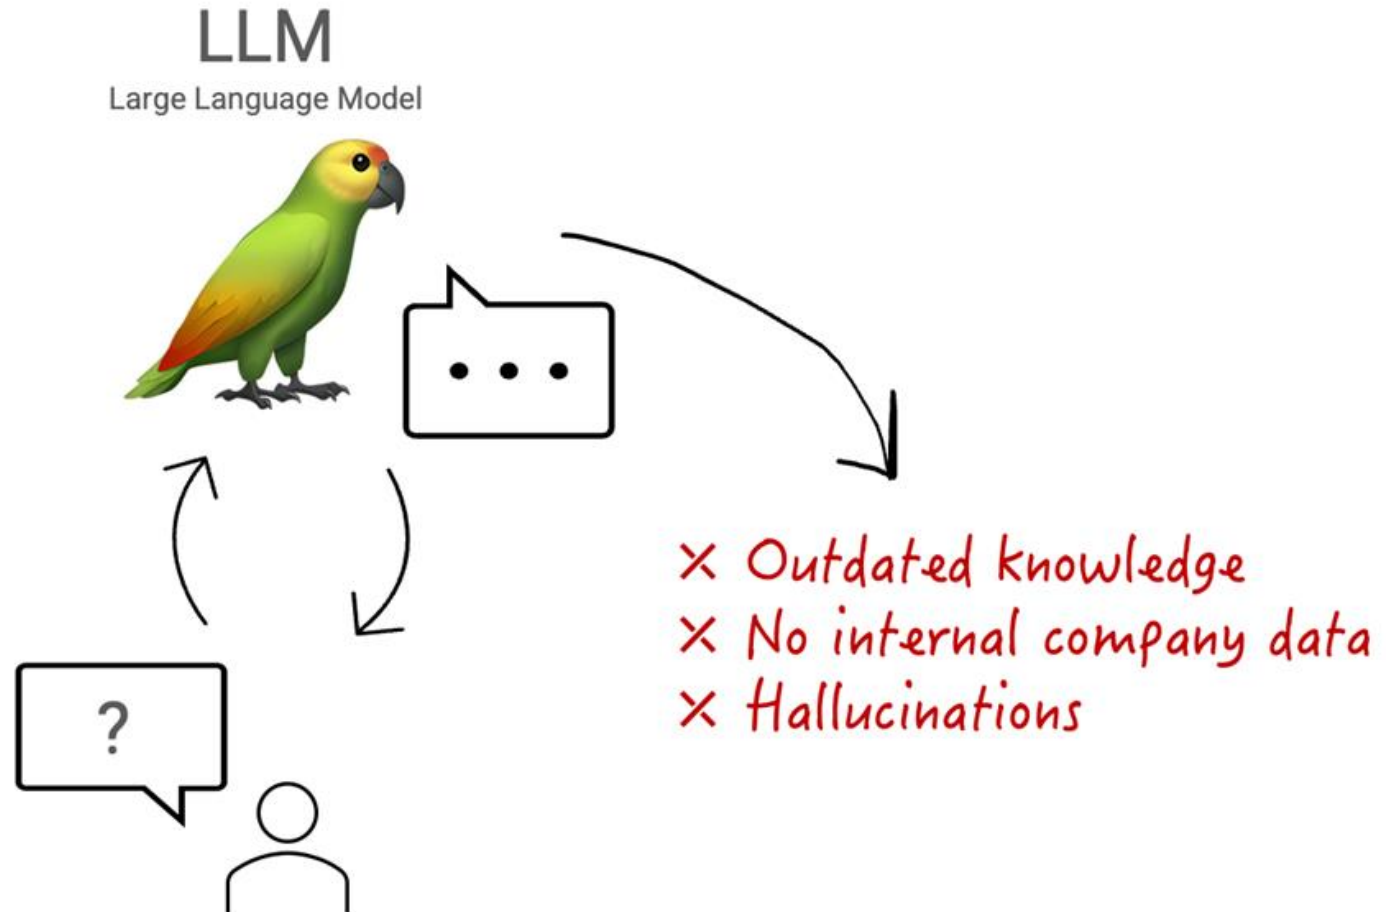 LLM
Large Language Model
?
× Outdated knowledge
× No internal company data
× Hallucinations